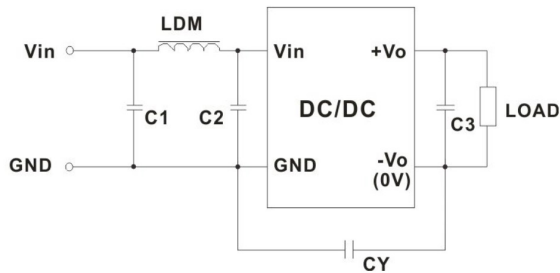 LDM
Vin
Vin
+Vo
C1
C2
DC/DC
C3
LOAD
GND
GND
-Vo
(0V)
CY